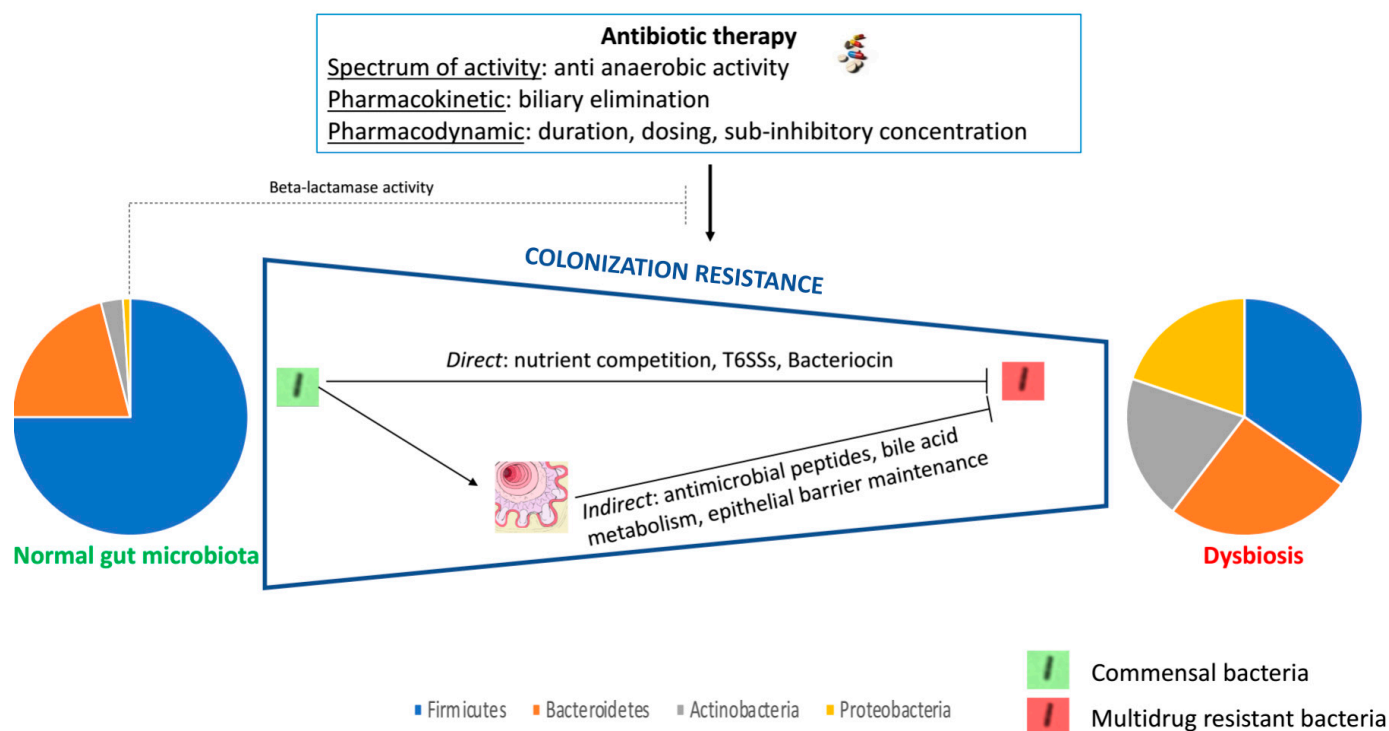 Antibiotic therapy
Spectrum of activity: anti anaerobic activity
Pharmacokinetic: biliary elimination
Pharmacodynamic: duration, dosing, sub-inhibitory concentration
Beta-lactamase activity
COLONIZATION RESISTANCE
Direct: nutrient competition, T6SSs, Bacteriocin
Indirect: antimicrobial peptides, bile acid
metabolism, epithelial barrier maintenance
Normal gut microbiota
Dysbiosis
Commensal bacteria
Firmicutes Bacteroidetes Actinobacteria Proteobacteria
Multidrug resistant bacteria